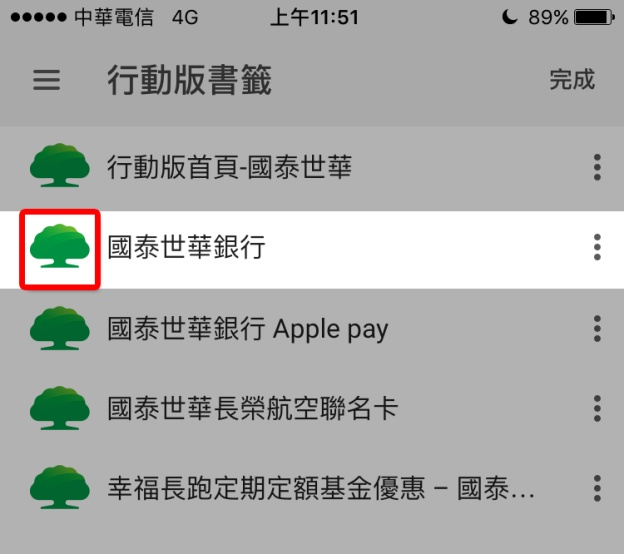 中華電信 4G 上午11:51 89%
行動版書籤 完成
行動版首頁-國泰世華
國泰世華銀行
國泰世華銀行 Apple pay
國泰世華長榮航空聯名卡
幸福長跑定期定額基金優惠 – 國泰...